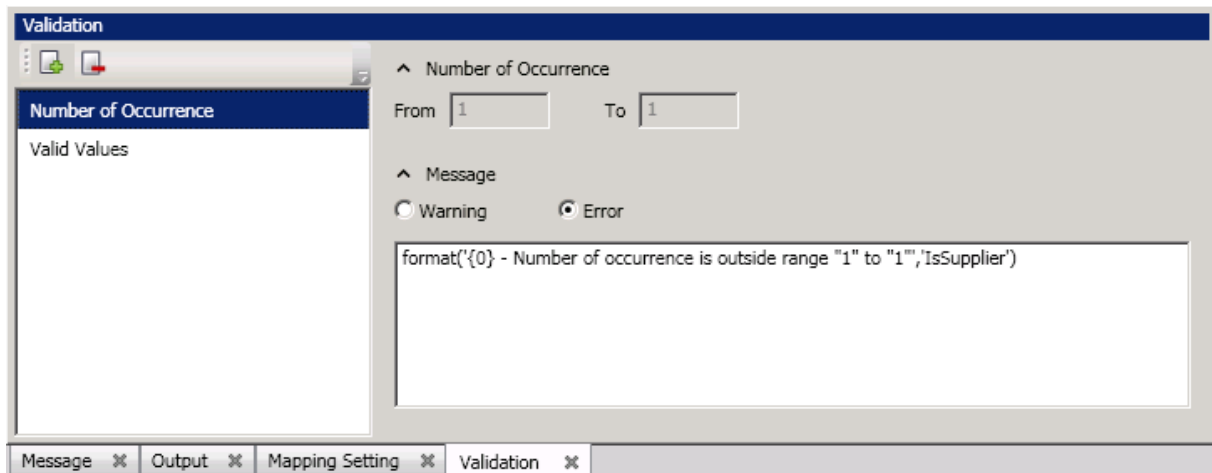 Validation
Number of Occurrence
Valid Values
Number of Occurrence
From 1 To 1
Message
Warning Error
format('{0} - Number of occurrence is outside range "1" to "1"','IsSupplier')
Message Output Mapping Setting Validation